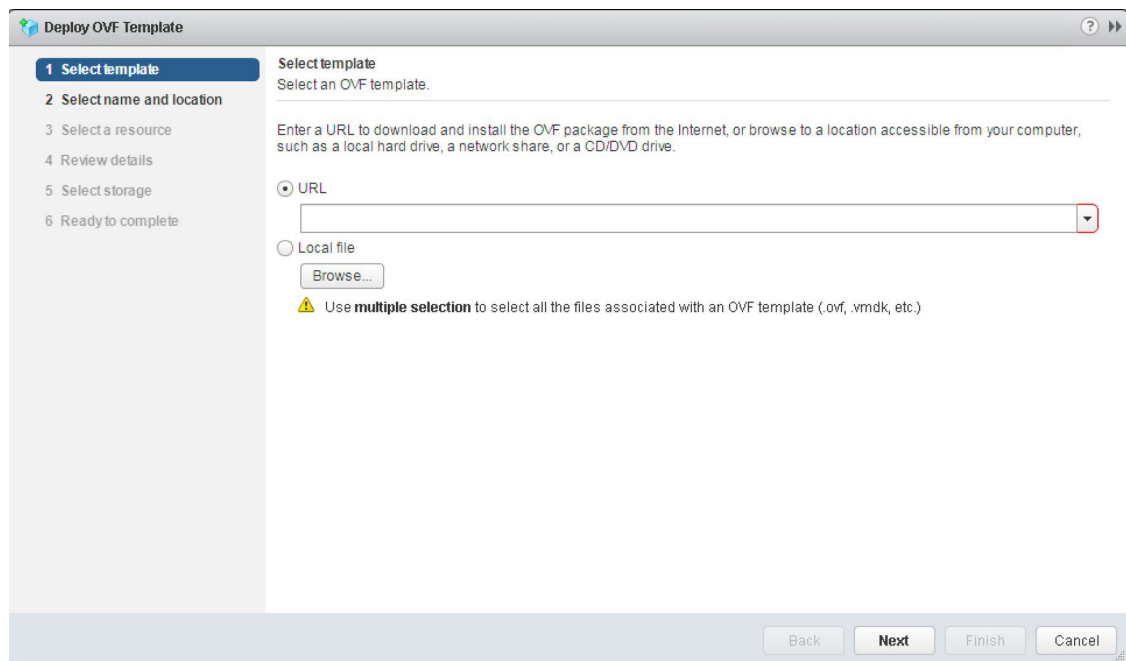 Deploy OVF Template
?
1 Select template
2 Select name and location
3 Select a resource
4 Review details
5 Select storage
6 Ready to complete
Select template
Select an OVF template.
Enter a URL to download and install the OVF package from the Internet, or browse to a location accessible from your computer,
such as a local hard drive, a network share, or a CD/DVD drive.
URL
Local file
Browse...
Use multiple selection to select all the files associated with an OVF template (.ovf, .vmdk, etc.)
Back Next Finish Cancel